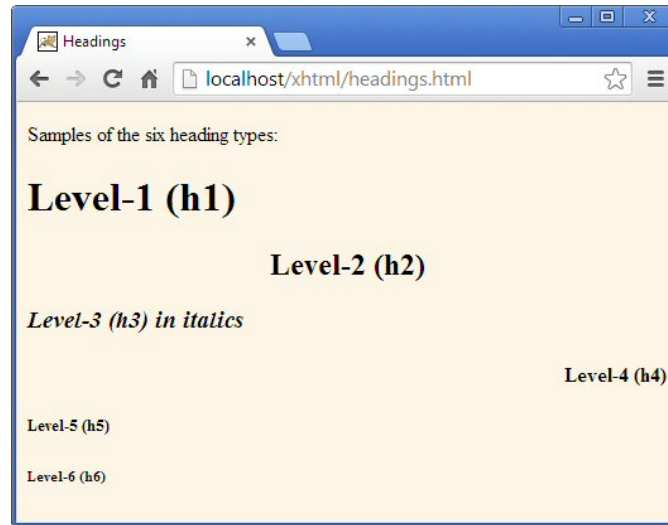 Headings
localhost/xhtml/headings.html
Samples of the six heading types:
Level-1 (h1)
Level-2 (h2)
Level-3 (h3) in italics
Level-4 (h4)
Level-5 (h5)
Level-6 (h6)